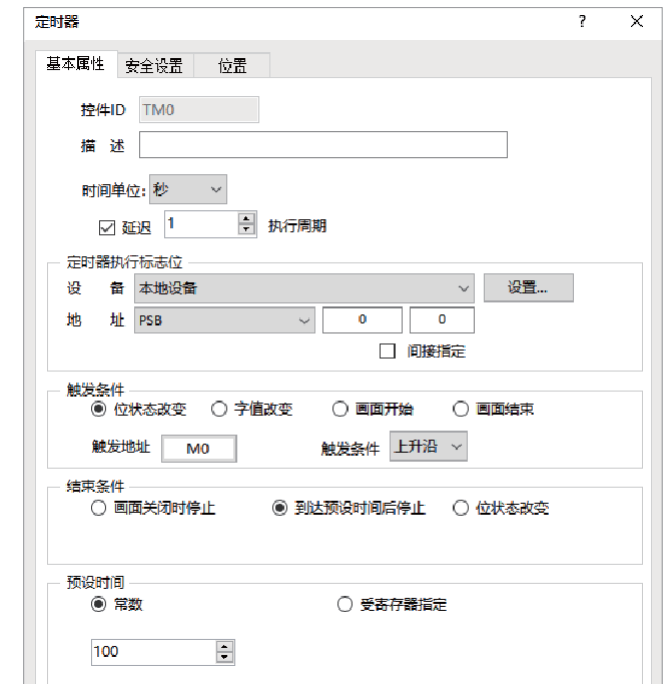 定时器 ?
基本属性 安全设置 位置
控件ID TM0
描 述
时间单位: 秒
延迟 1 执行周期
定时器执行标志位
设 备 本地设备 设置...
地 址 PSB 0 0
间接指定
触发条件
位状态改变 字值改变 画面开始 画面结束
触发地址 M0 触发条件 上升沿
结束条件
画面关闭时停止 到达预设时间后停止 位状态改变
预设时间
常数 受寄存器指定
100